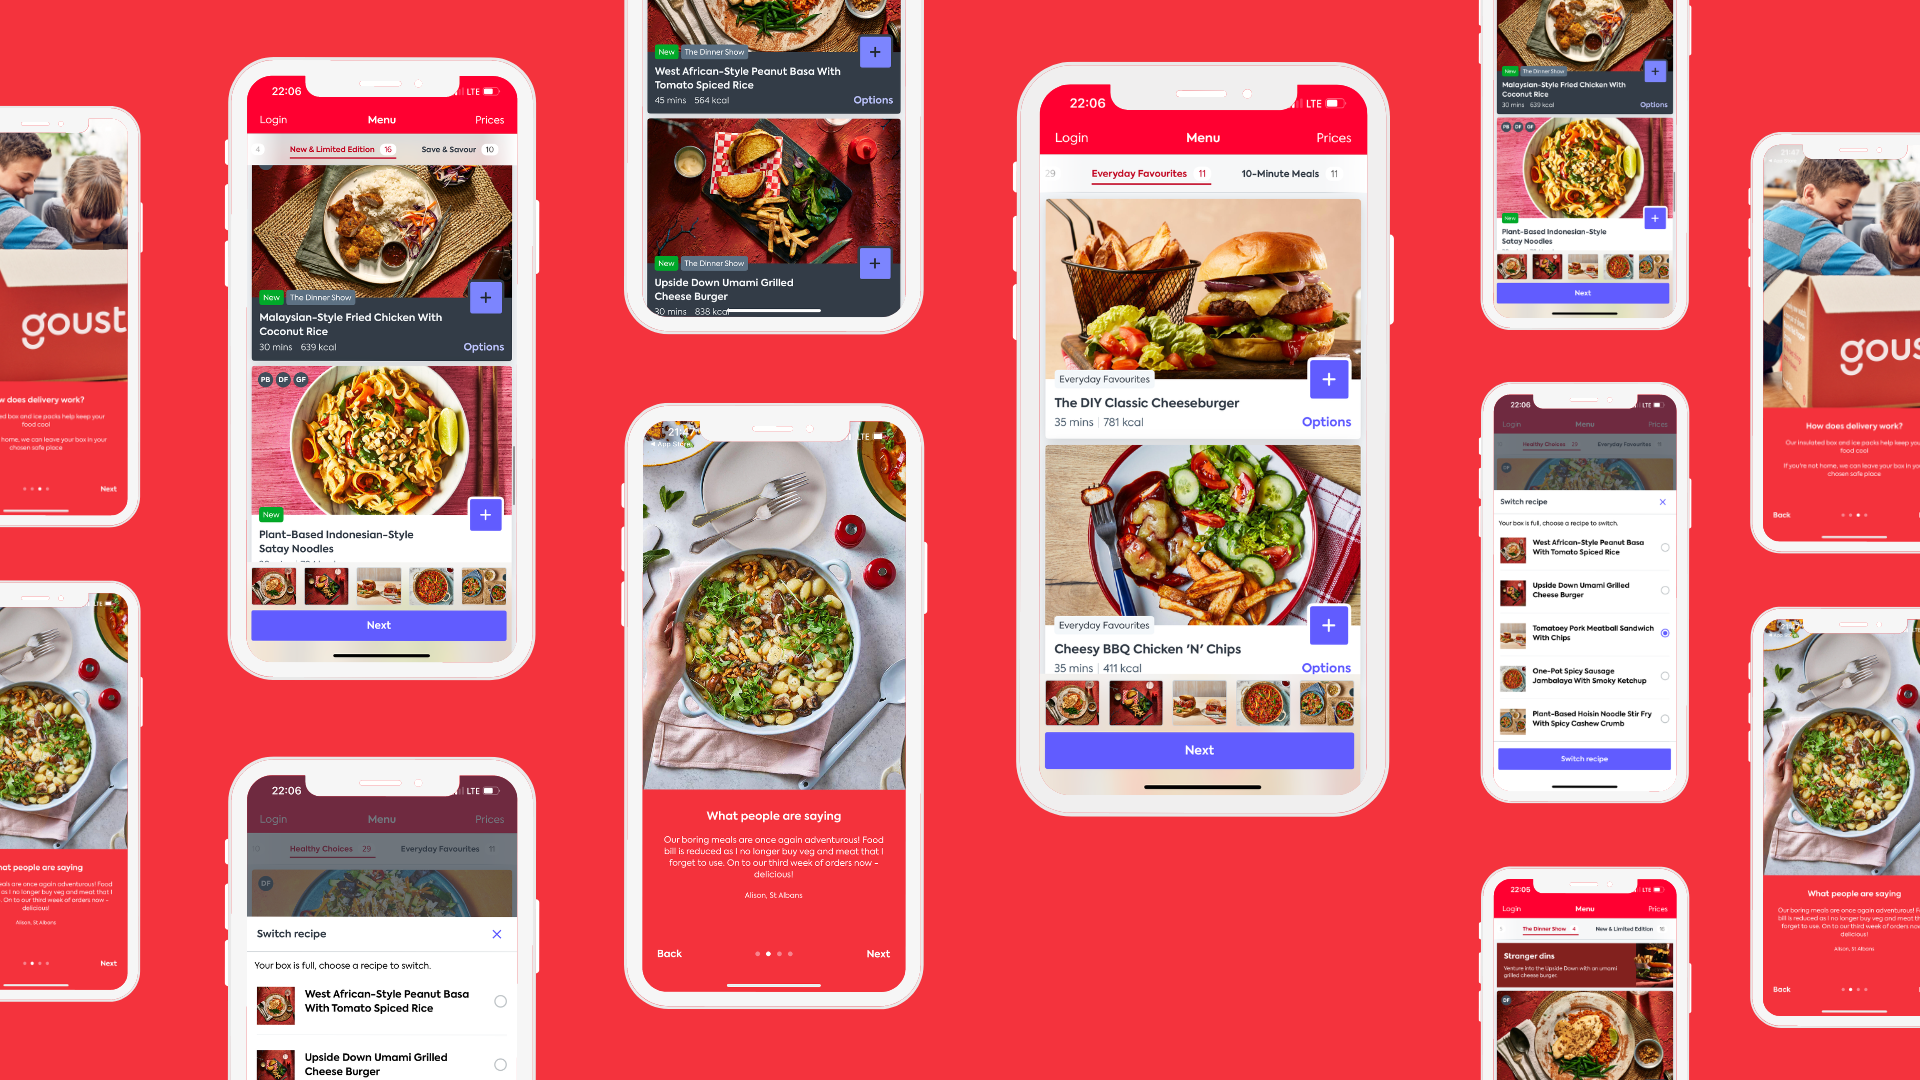 goust
w does delivery work?
ed box and ice packs help keep your
food cool
home, we can leave your box in your
chosen safe place
Next
LTE
at people are saying
als are once again adventurous! Food
as I no longer buy veg and meat that I
. On to our third week of orders now -
delicious!
Alison, St Albans
Next
22:06
LTE
Login
Menu
Prices
4
New & Limited Edition 16
Save & Savour 10
New
The Dinner Show
Malaysian-Style Fried Chicken With
Coconut Rice
30 mins 639 kcal
Options
PB DF GF
New
Plant-Based Indonesian-Style
Satay Noodles
Next
22:06
LTE
Login
Menu
Prices
Healthy Choices 29
Everyday Favourites 11
DF
Switch recipe
Your box is full, choose a recipe to switch.
West African-Style Peanut Basa
With Tomato Spiced Rice
Upside Down Umami Grilled
Cheese Burger
New
The Dinner Show
West African-Style Peanut Basa With
Tomato Spiced Rice
45 mins 564 kcal
Options
New
The Dinner Show
Upside Down Umami Grilled
Cheese Burger
30 mins 838 kcal
21:47
App Store
LTE
What people are saying
Our boring meals are once again adventurous! Food
bill is reduced as I no longer buy veg and meat that I
forget to use. On to our third week of orders now -
delicious!
Alison, St Albans
Back
Next
22:06
LTE
Login
Menu
Prices
29
Everyday Favourites 11
10-Minute Meals 11
Everyday Favourites
The DIY Classic Cheeseburger
35 mins | 781 kcal
Options
Everyday Favourites
Cheesy BBQ Chicken 'N' Chips
35 mins | 411 kcal
Options
Next
New
The Dinner Show
Malaysian-Style Fried Chicken With
Coconut Rice
30 mins 639 kcal
Options
PB DF GF
New
Plant-Based Indonesian-Style
Satay Noodles
Next
22:06
LTE
Login
Menu
Prices
Healthy Choices 29
Everyday Favourites 11
DF
Switch recipe
Your box is full, choose a recipe to switch.
West African-Style Peanut Basa
With Tomato Spiced Rice
Upside Down Umami Grilled
Cheese Burger
Tomatoey Pork Meatball Sandwich
With Chips
One-Pot Spicy Sausage
Jambalaya With Smoky Ketchup
Plant-Based Hoisin Noodle Stir Fry
With Spicy Cashew Crumb
Switch recipe
22:06
LTE
Login
Menu
Prices
The Dinner Show 4
New & Limited Edition 16
Stranger dins
Venture into the Upside Down with an umami
grilled cheese burger.
DF
21:47
App Store
gous
How does delivery work?
Our insulated box and ice packs help keep you
food cool
If you're not home, we can leave your box in you
chosen safe place
Back
What people are saying
Our boring meals are once again adventurous! F
bill is reduced as I no longer buy veg and meat t
forget to use. On to our third week of orders now
delicious!
Alison, St Albans
Back